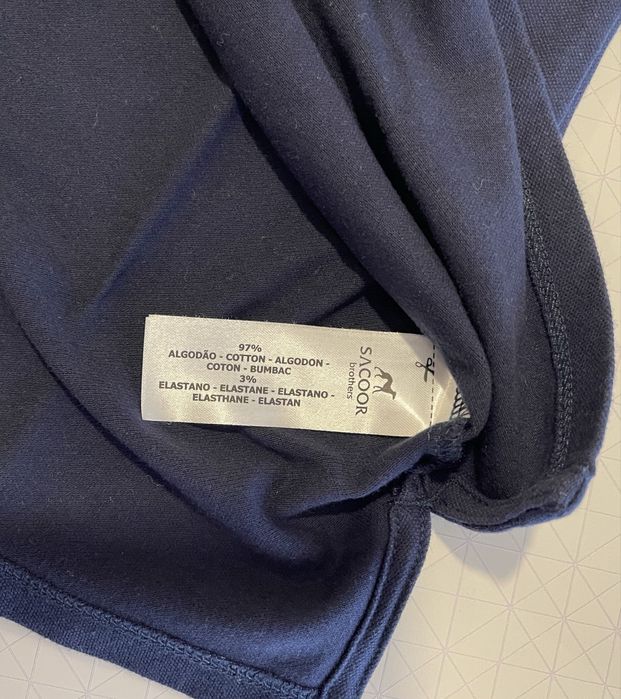 97%
ALGODÃO - COTTON - ALGODON -
COTON - BUMBAC
3%
ELASTANO - ELASTANE - ELASTANO -
ELASTHANE - ELASTAN
SACOOR
brothers